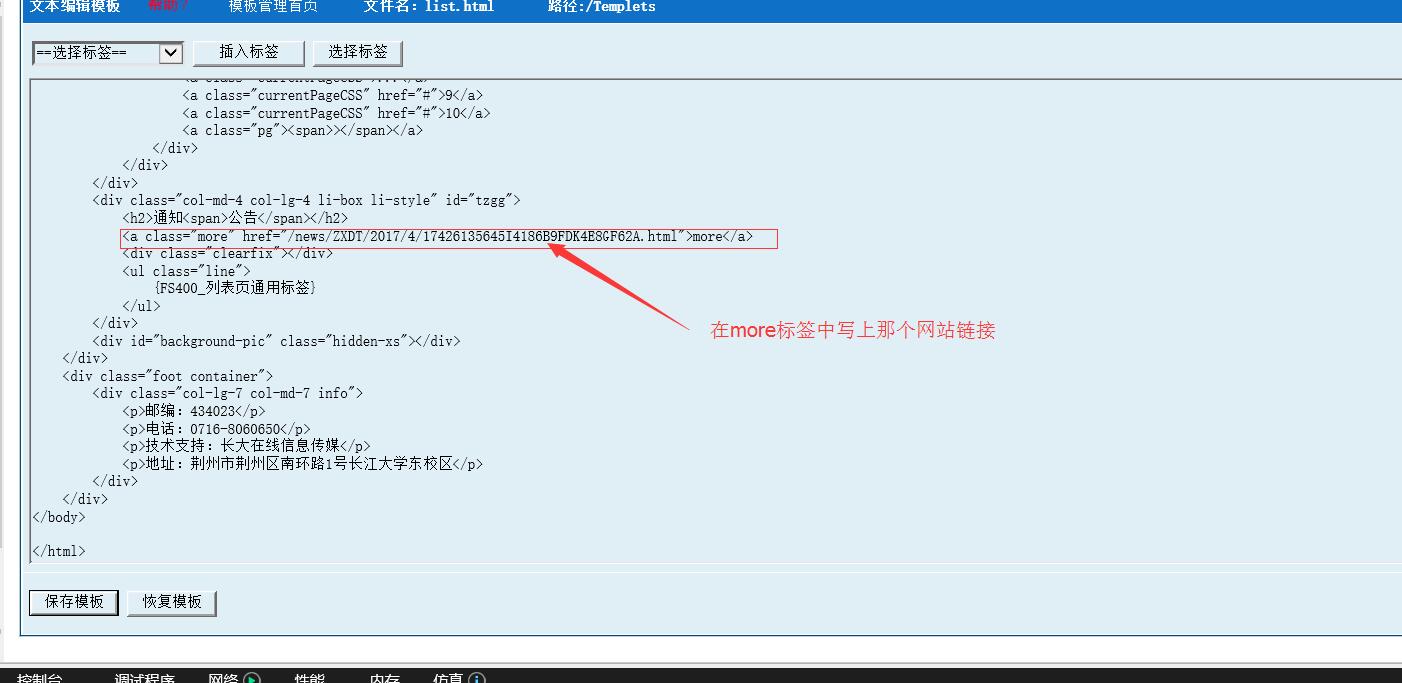 文本编辑模板 帮助? 模板管理首页 文件名：list.html 路径:/Templets
==选择标签== 插入标签 选择标签
<a class="currentPageCSS">...</a>
<a class="currentPageCSS" href="#">9</a>
<a class="currentPageCSS" href="#">10</a>
<a class="pg"><span>></span></a>
</div>
</div>
</div>
<div class="col-md-4 col-lg-4 li-box li-style" id="tzgg">
<h2>通知<span>公告</span></h2>
<a class="more" href="/news/ZXDT/2017/4/17426135645I4186B9FDK4E8GF62A.html">more</a>
<div class="clearfix"></div>
<ul class="line">
{FS400_列表页通用标签}
</ul>
</div>
<div id="background-pic" class="hidden-xs"></div>
</div>
<div class="foot container">
<div class="col-lg-7 col-md-7 info">
<p>邮编：434023</p>
<p>电话：0716-8060650</p>
<p>技术支持：长大在线信息传媒</p>
<p>地址：荆州市荆州区南环路1号长江大学东校区</p>
</div>
</div>
</body>
</html>
在more标签中写上那个网站链接
保存模板 恢复模板
控制台 调试程序 网络 性能 内存 仿真